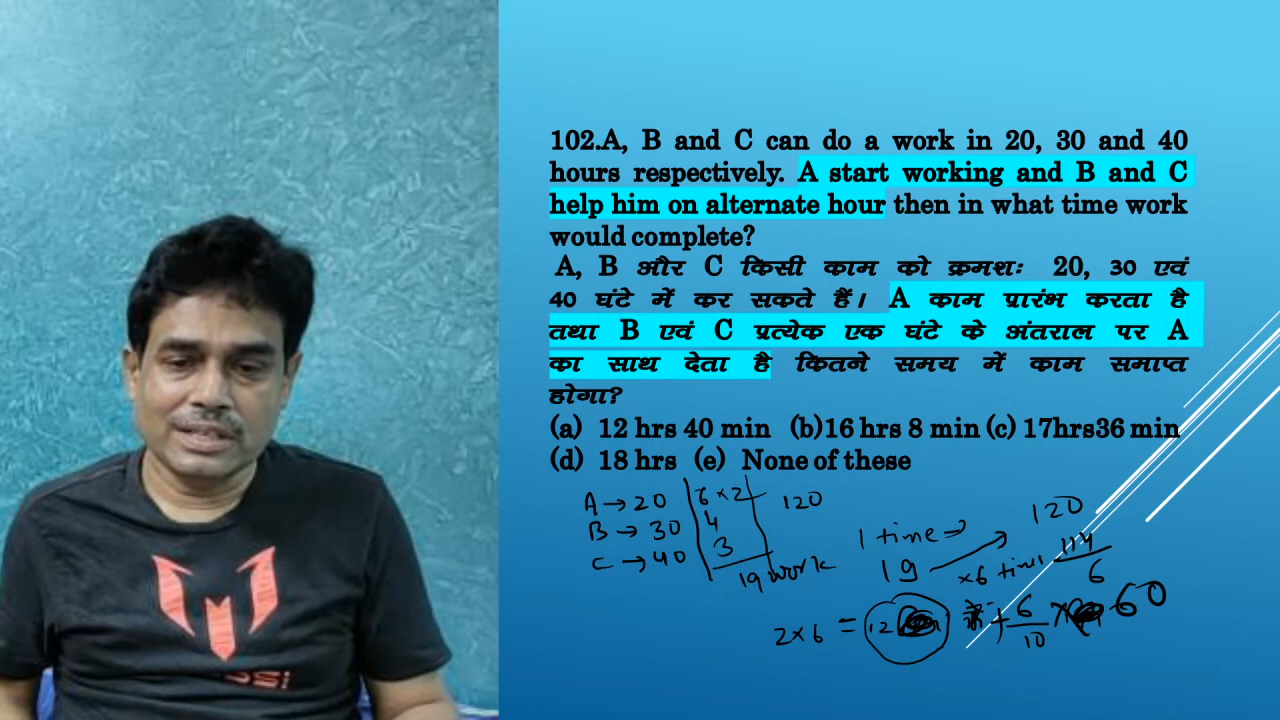 102.A, B and C can do a work in 20, 30 and 40
hours respectively. A start working and B and C
help him on alternate hour then in what time work
would complete?
A, B और C किसी काम को क्रमशः 20, 30 एवं
40 घंटे में कर सकते हैं। A काम प्रारंभ करता है
तथा B एवं C प्रत्येक एक घंटे के अंतराल पर A
का साथ देता है कितने समय में काम समाप्त
होगा?
(a) 12 hrs 40 min (b)16 hrs 8 min (c) 17hrs36 min
(d) 18 hrs (e) None of these
A → 20 6 × 2 120
B → 30 4
C → 40 3
19 work
1 time → 120
19 ×6 time 114
6
2×6 = 12 + 6/10 × 60